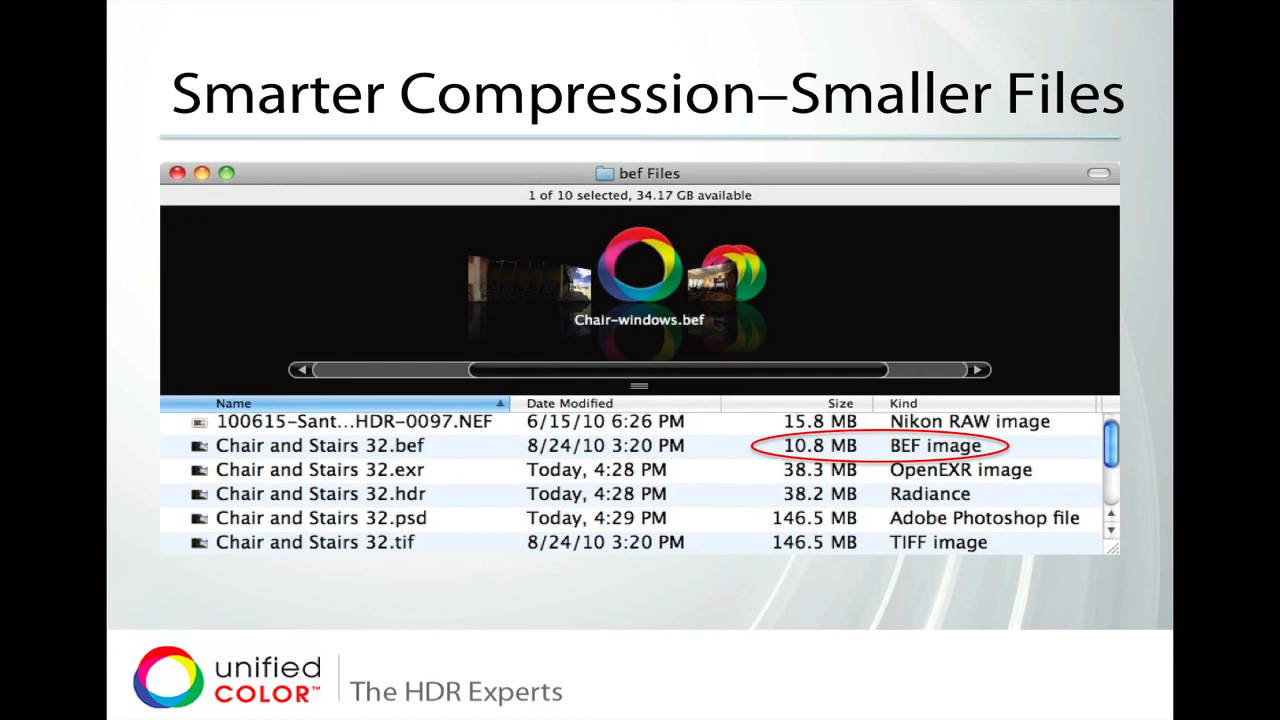 Smarter Compression–Smaller Files
bef Files
1 of 10 selected, 34.17 GB available
Chair-windows.bef
Name Date Modified Size Kind
100615-Sant...HDR-0097.NEF 6/15/10 6:26 PM 15.8 MB Nikon RAW image
Chair and Stairs 32.bef 8/24/10 3:20 PM 10.8 MB BEF image
Chair and Stairs 32.exr Today, 4:28 PM 38.3 MB OpenEXR image
Chair and Stairs 32.hdr Today, 4:28 PM 38.2 MB Radiance
Chair and Stairs 32.psd Today, 4:29 PM 146.5 MB Adobe Photoshop file
Chair and Stairs 32.tif 8/24/10 3:20 PM 146.5 MB TIFF image
unified
COLOR™
The HDR Experts